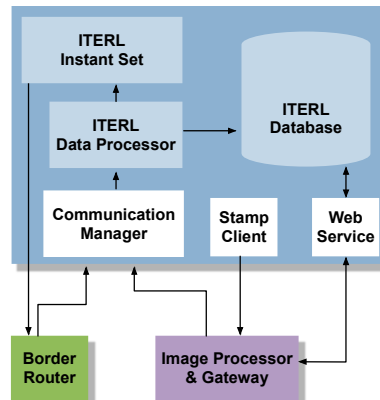 ITERL
Instant Set
ITERL
Data Processor
ITERL
Database
Communication
Manager
Stamp
Client
Web
Service
Border
Router
Image Processor
& Gateway